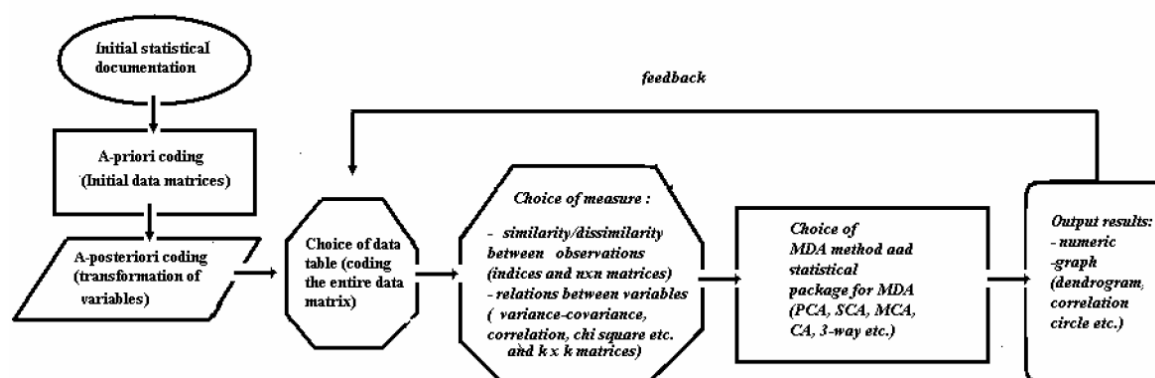 Initial statistical
documentation
feedback
A-priori coding
(Initial data matrices)
A-posteriori coding
(transformation of
variables)
Choice of data
table (coding
the entire data
matrix)
Choice of measure :
- similarity/dissimilarity
between observations
(indices and nxn matrices)
- relations between variables
( variance-covariance,
correlation, chi square etc.
and k x k matrices)
Choice of
MDA method aad
statistical
package for MDA
(PCA, SCA, MCA,
CA, 3-way etc.)
Output results:
- numeric
-graph
(dendrogram,
correlation
circle etc.)